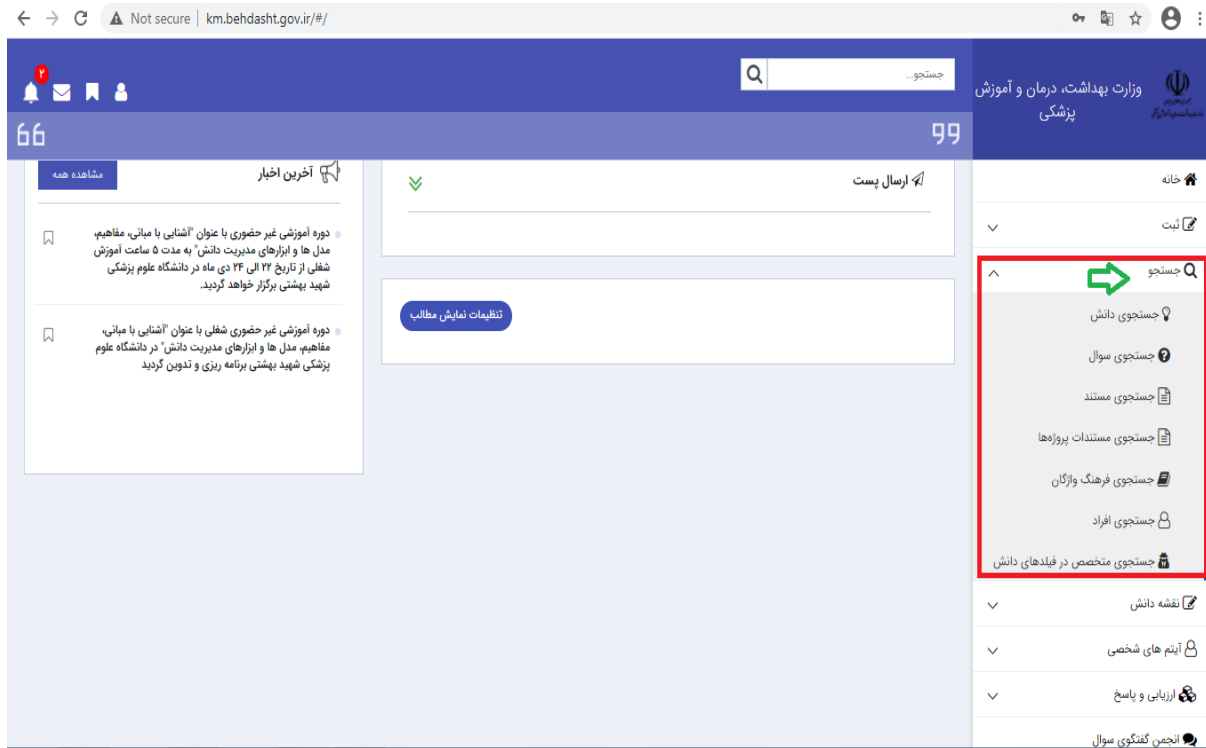 Not secure | km.behdasht.gov.ir/#/
وزارت بهداشت، درمان و آموزش
پزشکی
جستجو...
۲
خانه
ثبت
جستجو
جستجوی دانش
جستجوی سوال
جستجوی مستند
جستجوی مستندات پروژه‌ها
جستجوی فرهنگ واژگان
جستجوی افراد
جستجوی متخصص در فیلدهای دانش
نقشه دانش
آیتم های شخصی
ارزیابی و پاسخ
انجمن گفتگوی سوال
ارسال پست
تنظیمات نمایش مطالب
آخرین اخبار
مشاهده همه
دوره آموزشی غیر حضوری با عنوان "آشنایی با مبانی، مفاهیم،
مدل ها و ابزارهای مدیریت دانش" به مدت ۵ ساعت آموزش
شغلی از تاریخ ۲۲ الی ۲۴ دی ماه در دانشگاه علوم پزشکی
شهید بهشتی برگزار خواهد گردید.
دوره آموزشی غیر حضوری شغلی با عنوان "آشنایی با مبانی،
مفاهیم، مدل ها و ابزارهای مدیریت دانش" در دانشگاه علوم
پزشکی شهید بهشتی برنامه ریزی و تدوین گردید